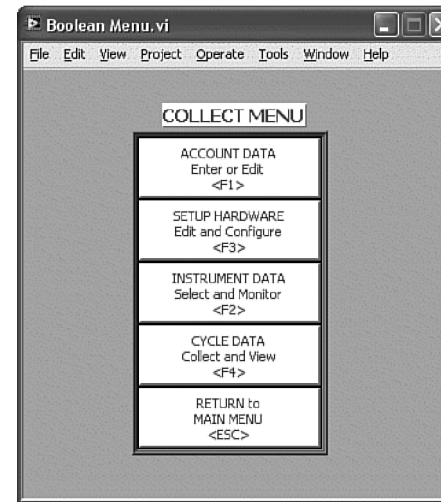 Boolean Menu.vi
File Edit View Project Operate Tools Window Help
COLLECT MENU
ACCOUNT DATA
Enter or Edit
<F1>
SETUP HARDWARE
Edit and Configure
<F3>
INSTRUMENT DATA
Select and Monitor
<F2>
CYCLE DATA
Collect and View
<F4>
RETURN to
MAIN MENU
<ESC>